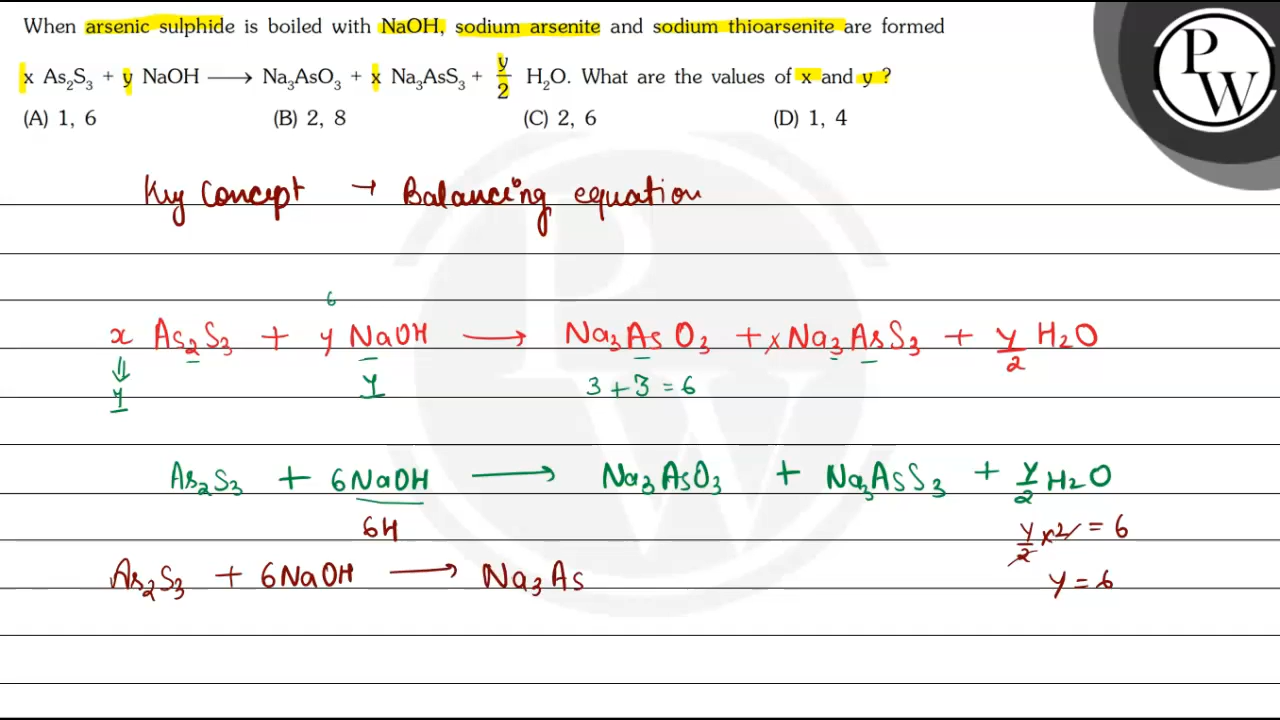 When arsenic sulphide is boiled with NaOH, sodium arsenite and sodium thioarsenite are formed
x As₂S₃ + y NaOH ⟶ Na₃AsO₃ + x Na₃AsS₃ + y/2 H₂O. What are the values of x and y ?
(A) 1, 6 (B) 2, 8 (C) 2, 6 (D) 1, 4
PW
Key Concept → Balancing equation
6
x As₂S₃ + y NaOH ⟶ Na₃AsO₃ + x Na₃AsS₃ + y/2 H₂O
⇓
1 y 3 + 3 = 6
As₂S₃ + 6NaOH ⟶ Na₃AsO₃ + Na₃AsS₃ + y/2 H₂O
6H y/2 × 2 = 6
As₂S₃ + 6NaOH ⟶ Na₃As y = 6